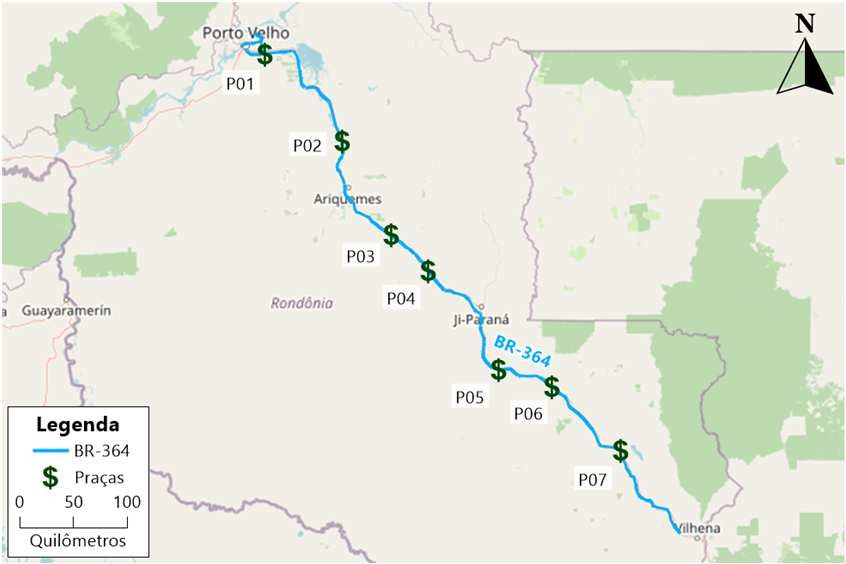 Porto Velho
N
P01
P02
Ariquemes
P03
P04
Rondônia
Guayaramerín
a
Ji-Paraná
BR-364
P05
P06
P07
Vilhena
Legenda
BR-364
$ Praças
0 50 100
Quilômetros